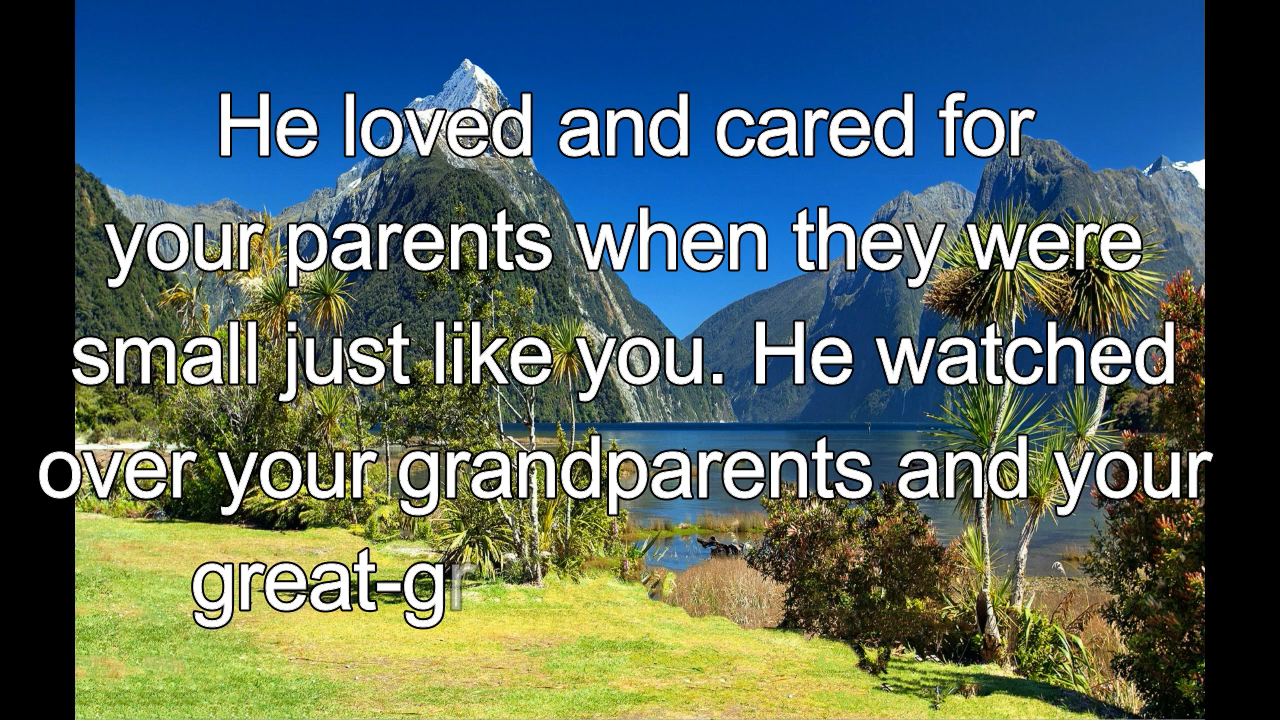 He loved and cared for
your parents when they were
small just like you. He watched
over your grandparents and your
great-gr